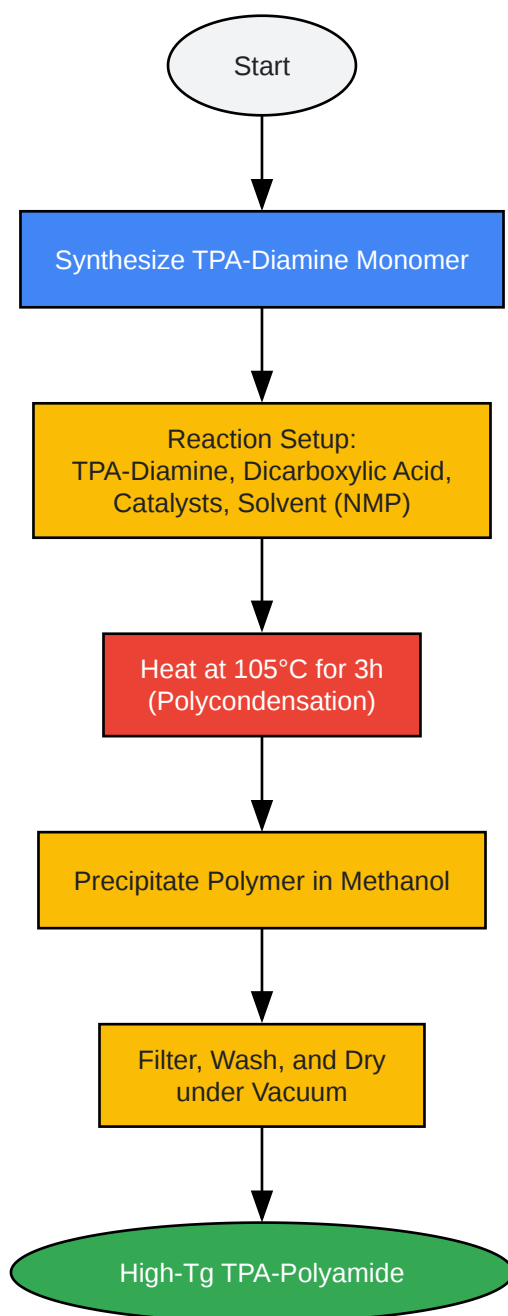 Start
Synthesize TPA-Diamine Monomer
Reaction Setup:
TPA-Diamine, Dicarboxylic Acid,
Catalysts, Solvent (NMP)
Heat at 105°C for 3h
(Polycondensation)
Precipitate Polymer in Methanol
Filter, Wash, and Dry
under Vacuum
High-Tg TPA-Polyamide